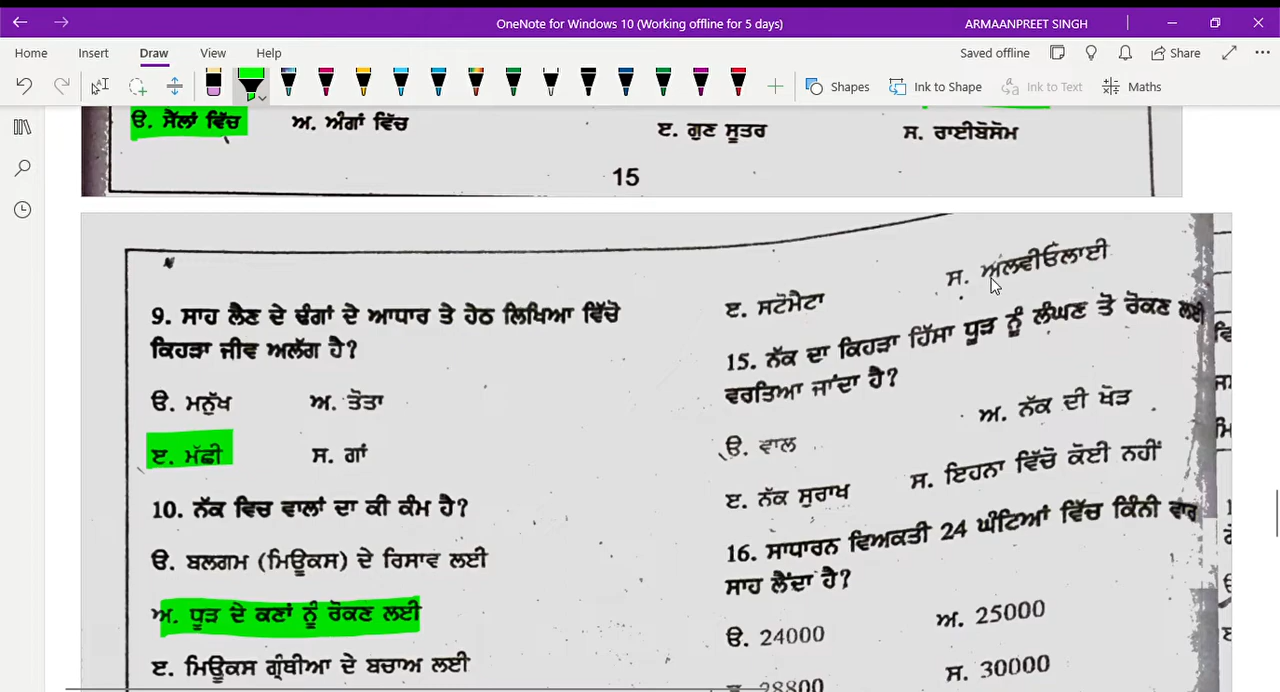 OneNote for Windows 10 (Working offline for 5 days)
ARMAANPREET SINGH
Home Insert Draw View Help
Saved offline
Share
Shapes Ink to Shape Ink to Text Maths
ੳ. ਸੈੱਲਾਂ ਵਿੱਚ ਅ. ਅੰਗਾਂ ਵਿੱਚ
ੲ. ਗੁਣ ਸੂਤਰ ਸ. ਰਾਈਬੋਸੋਮ
15
9. ਸਾਹ ਲੈਣ ਦੇ ਢੰਗਾਂ ਦੇ ਆਧਾਰ ਤੇ ਹੇਠ ਲਿਖਿਆ ਵਿੱਚੋ
ਕਿਹੜਾ ਜੀਵ ਅਲੱਗ ਹੈ?
ੳ. ਮਨੁੱਖ ਅ. ਤੋਤਾ
ੲ. ਮੱਛੀ ਸ. ਗਾਂ
10. ਨੱਕ ਵਿਚ ਵਾਲਾਂ ਦਾ ਕੀ ਕੰਮ ਹੈ?
ੳ. ਬਲਗਮ (ਮਿਊਕਸ) ਦੇ ਰਿਸਾਵ ਲਈ
ਅ. ਧੂੜ ਦੇ ਕਣਾਂ ਨੂੰ ਰੋਕਣ ਲਈ
ੲ. ਮਿਊਕਸ ਗ੍ਰੰਥੀਆ ਦੇ ਬਚਾਅ ਲਈ
ੲ. ਸਟੋਮੈਟਾ ਸ. ਅਲਵੀਓਲਾਈ
15. ਨੱਕ ਦਾ ਕਿਹੜਾ ਹਿੱਸਾ ਧੂੜ ਨੂੰ ਲੰਘਣ ਤੋ ਰੋਕਣ ਲਈ
ਵਰਤਿਆ ਜਾਂਦਾ ਹੈ?
ੳ. ਵਾਲ ਅ. ਨੱਕ ਦੀ ਖੋੜ
ੲ. ਨੱਕ ਸੁਰਾਖ ਸ. ਇਹਨਾ ਵਿੱਚੋ ਕੋਈ ਨਹੀਂ
16. ਸਾਧਾਰਨ ਵਿਅਕਤੀ 24 ਘੰਟਿਆਂ ਵਿੱਚ ਕਿੰਨੀ ਵਾਰ
ਸਾਹ ਲੈਂਦਾ ਹੈ?
ੳ. 24000 ਅ. 25000
28800 ਸ. 30000